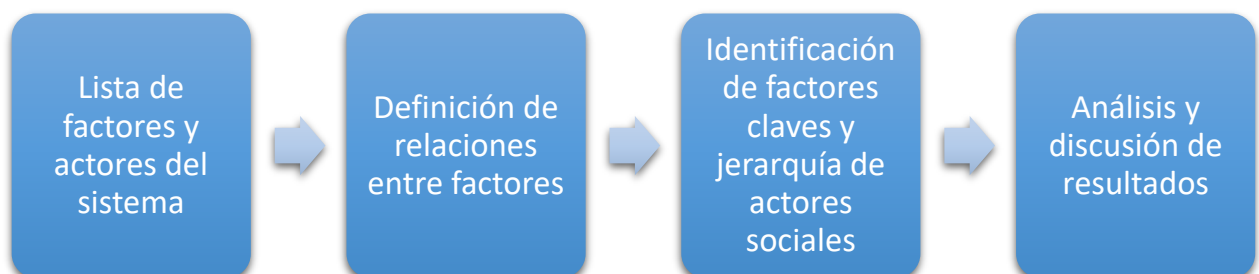 Lista de
factores y
actores del
sistema
Definición de
relaciones
entre factores
Identificación
de factores
claves y
jerarquía de
actores
sociales
Análisis y
discusión de
resultados